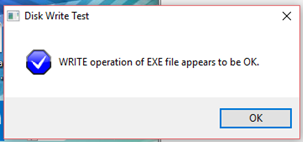 Disk Write Test
WRITE operation of EXE file appears to be OK.
OK